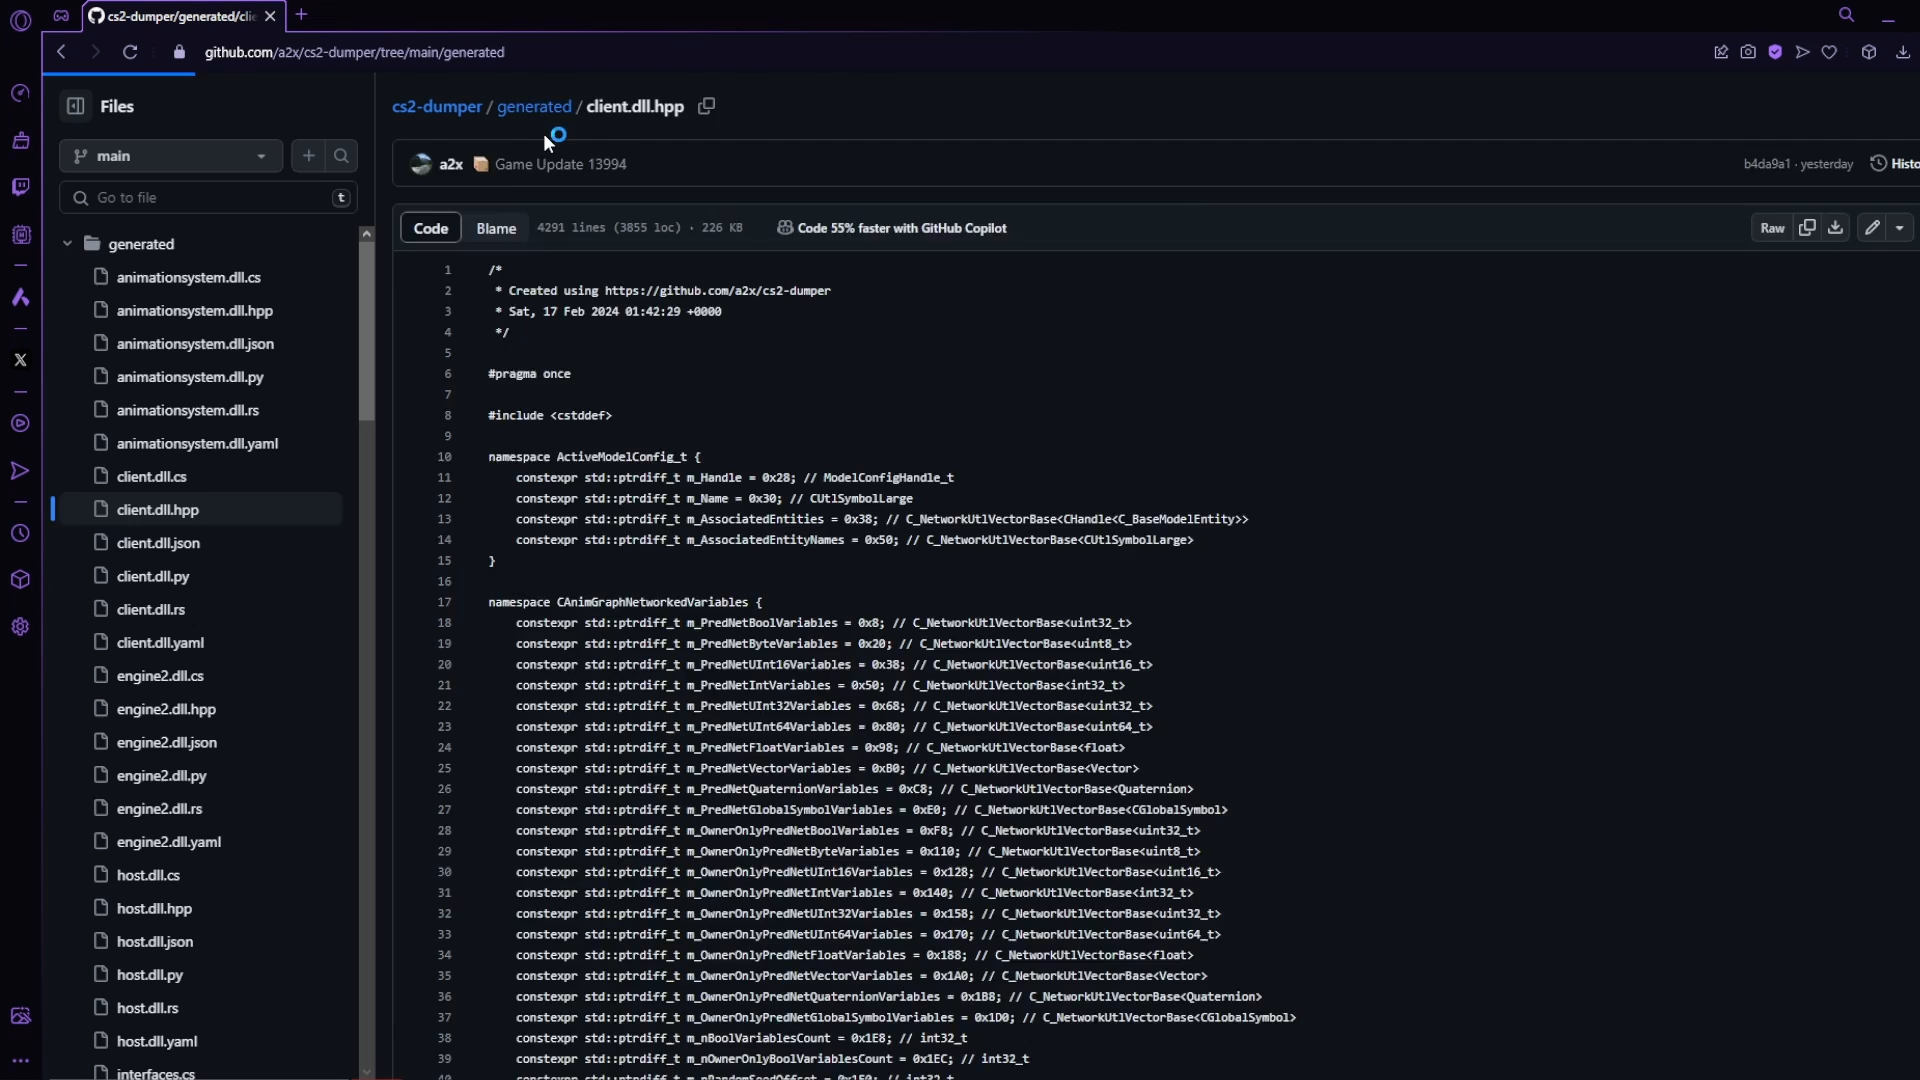 cs2-dumper/generated/clie
github.com/a2x/cs2-dumper/tree/main/generated
Files
main
Go to file
t
generated
animationsystem.dll.cs
animationsystem.dll.hpp
animationsystem.dll.json
animationsystem.dll.py
animationsystem.dll.rs
animationsystem.dll.yaml
client.dll.cs
client.dll.hpp
client.dll.json
client.dll.py
client.dll.rs
client.dll.yaml
engine2.dll.cs
engine2.dll.hpp
engine2.dll.json
engine2.dll.py
engine2.dll.rs
engine2.dll.yaml
host.dll.cs
host.dll.hpp
host.dll.json
host.dll.py
host.dll.rs
host.dll.yaml
interfaces.cs
cs2-dumper / generated / client.dll.hpp
a2x Game Update 13994
b4da9a1 · yesterday Histo
Code Blame 4291 lines (3855 loc) · 226 KB Code 55% faster with GitHub Copilot Raw
1 /*
2 * Created using https://github.com/a2x/cs2-dumper
3 * Sat, 17 Feb 2024 01:42:29 +0000
4 */
5
6 #pragma once
7
8 #include <cstddef>
9
10 namespace ActiveModelConfig_t {
11 constexpr std::ptrdiff_t m_Handle = 0x28; // ModelConfigHandle_t
12 constexpr std::ptrdiff_t m_Name = 0x30; // CUtlSymbolLarge
13 constexpr std::ptrdiff_t m_AssociatedEntities = 0x38; // C_NetworkUtlVectorBase<CHandle<C_BaseModelEntity>>
14 constexpr std::ptrdiff_t m_AssociatedEntityNames = 0x50; // C_NetworkUtlVectorBase<CUtlSymbolLarge>
15 }
16
17 namespace CAnimGraphNetworkedVariables {
18 constexpr std::ptrdiff_t m_PredNetBoolVariables = 0x8; // C_NetworkUtlVectorBase<uint32_t>
19 constexpr std::ptrdiff_t m_PredNetByteVariables = 0x20; // C_NetworkUtlVectorBase<uint8_t>
20 constexpr std::ptrdiff_t m_PredNetUInt16Variables = 0x38; // C_NetworkUtlVectorBase<uint16_t>
21 constexpr std::ptrdiff_t m_PredNetIntVariables = 0x50; // C_NetworkUtlVectorBase<int32_t>
22 constexpr std::ptrdiff_t m_PredNetUInt32Variables = 0x68; // C_NetworkUtlVectorBase<uint32_t>
23 constexpr std::ptrdiff_t m_PredNetUInt64Variables = 0x80; // C_NetworkUtlVectorBase<uint64_t>
24 constexpr std::ptrdiff_t m_PredNetFloatVariables = 0x98; // C_NetworkUtlVectorBase<float>
25 constexpr std::ptrdiff_t m_PredNetVectorVariables = 0xB0; // C_NetworkUtlVectorBase<Vector>
26 constexpr std::ptrdiff_t m_PredNetQuaternionVariables = 0xC8; // C_NetworkUtlVectorBase<Quaternion>
27 constexpr std::ptrdiff_t m_PredNetGlobalSymbolVariables = 0xE0; // C_NetworkUtlVectorBase<CGlobalSymbol>
28 constexpr std::ptrdiff_t m_OwnerOnlyPredNetBoolVariables = 0xF8; // C_NetworkUtlVectorBase<uint32_t>
29 constexpr std::ptrdiff_t m_OwnerOnlyPredNetByteVariables = 0x110; // C_NetworkUtlVectorBase<uint8_t>
30 constexpr std::ptrdiff_t m_OwnerOnlyPredNetUInt16Variables = 0x128; // C_NetworkUtlVectorBase<uint16_t>
31 constexpr std::ptrdiff_t m_OwnerOnlyPredNetIntVariables = 0x140; // C_NetworkUtlVectorBase<int32_t>
32 constexpr std::ptrdiff_t m_OwnerOnlyPredNetUInt32Variables = 0x158; // C_NetworkUtlVectorBase<uint32_t>
33 constexpr std::ptrdiff_t m_OwnerOnlyPredNetUInt64Variables = 0x170; // C_NetworkUtlVectorBase<uint64_t>
34 constexpr std::ptrdiff_t m_OwnerOnlyPredNetFloatVariables = 0x188; // C_NetworkUtlVectorBase<float>
35 constexpr std::ptrdiff_t m_OwnerOnlyPredNetVectorVariables = 0x1A0; // C_NetworkUtlVectorBase<Vector>
36 constexpr std::ptrdiff_t m_OwnerOnlyPredNetQuaternionVariables = 0x1B8; // C_NetworkUtlVectorBase<Quaternion>
37 constexpr std::ptrdiff_t m_OwnerOnlyPredNetGlobalSymbolVariables = 0x1D0; // C_NetworkUtlVectorBase<CGlobalSymbol>
38 constexpr std::ptrdiff_t m_nBoolVariablesCount = 0x1E8; // int32_t
39 constexpr std::ptrdiff_t m_nOwnerOnlyBoolVariablesCount = 0x1EC; // int32_t
40 constexpr std::ptrdiff_t m_nRandomSeedOffset = 0x1F0; // int32_t